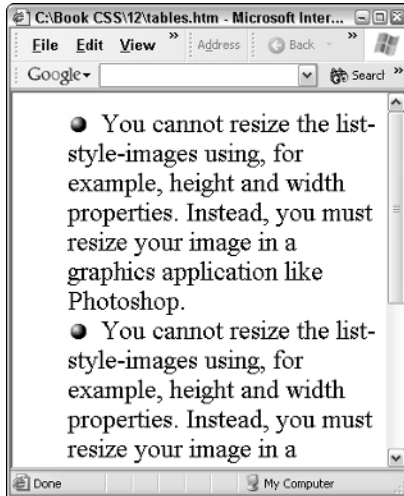 C:\Book CSS\12\tables.htm - Microsoft Inter...
File Edit View » Address Back »
Google Search »
You cannot resize the list-
style-images using, for
example, height and width
properties. Instead, you must
resize your image in a
graphics application like
Photoshop.
You cannot resize the list-
style-images using, for
example, height and width
properties. Instead, you must
resize your image in a
Done My Computer